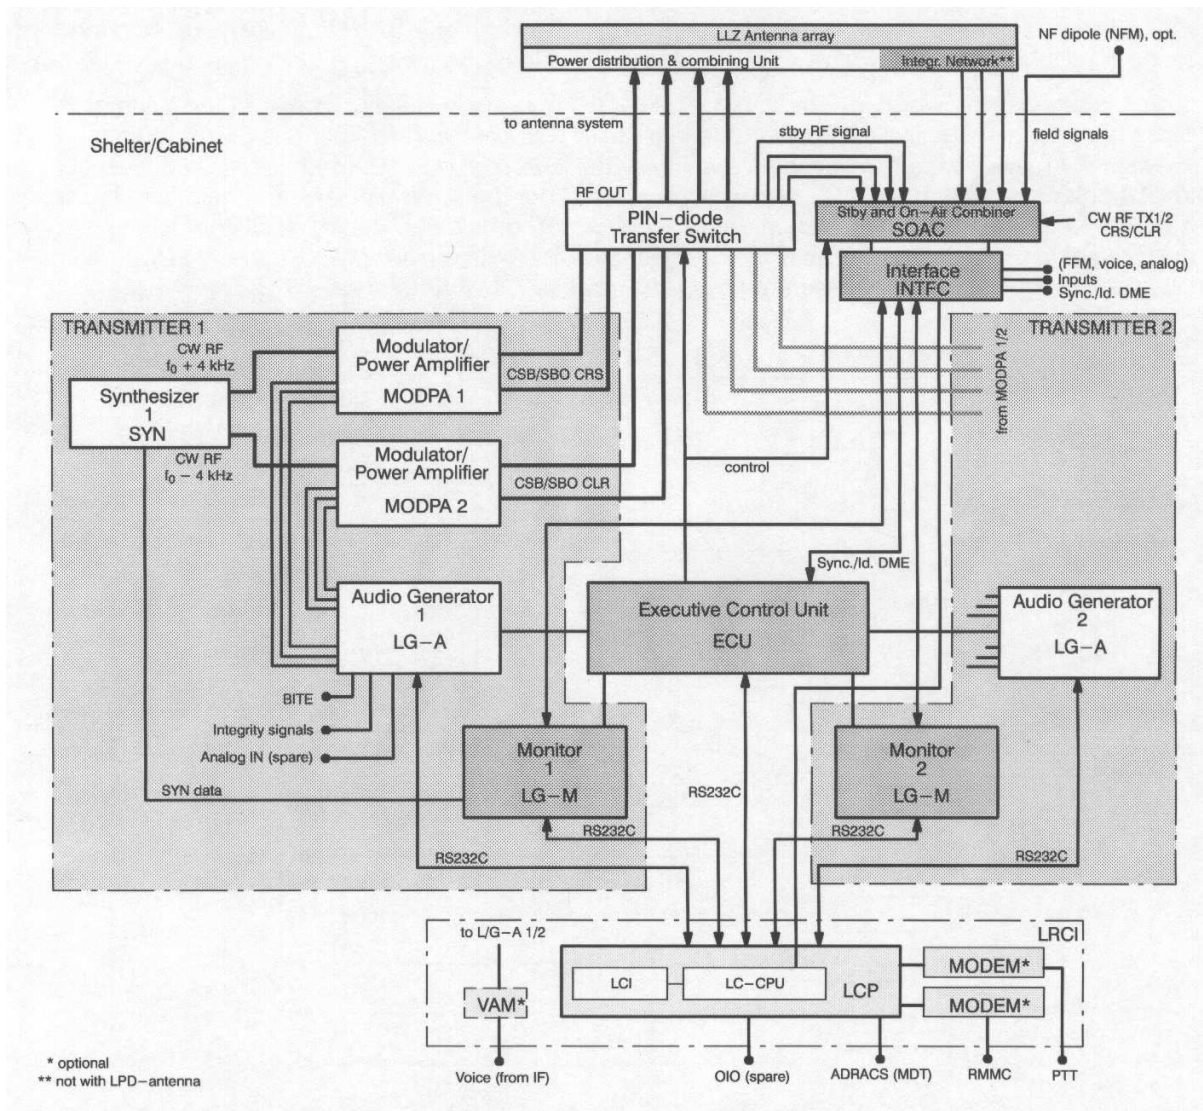 LLZ Antenna array
NF dipole (NFM), opt.
Power distribution & combining Unit
Integr. Network**
to antenna system
stby RF signal
field signals
Shelter/Cabinet
RF OUT
PIN-diode
Transfer Switch
Stby and On-Air Combiner
SOAC
CW RF TX1/2
CRS/CLR
Interface
INTFC
(FFM, voice, analog)
Inputs
Sync./Id. DME
TRANSMITTER 1
TRANSMITTER 2
CW RF
f₀ + 4 kHz
Modulator/
Power Amplifier
MODPA 1
CSB/SBO CRS
from MODPA 1/2
Synthesizer
1
SYN
CW RF
f₀ - 4 kHz
Modulator/
Power Amplifier
MODPA 2
CSB/SBO CLR
control
Sync./Id. DME
Audio Generator
1
LG-A
Executive Control Unit
ECU
Audio Generator
2
LG-A
BITE
Integrity signals
Analog IN (spare)
SYN data
Monitor
1
LG-M
Monitor
2
LG-M
RS232C
RS232C
RS232C
RS232C
RS232C
to L/G-A 1/2
LRCI
VAM*
LCI
LC-CPU
LCP
MODEM*
MODEM*
* optional
** not with LPD-antenna
Voice (from IF)
OIO (spare)
ADRACS (MDT)
RMMC
PTT